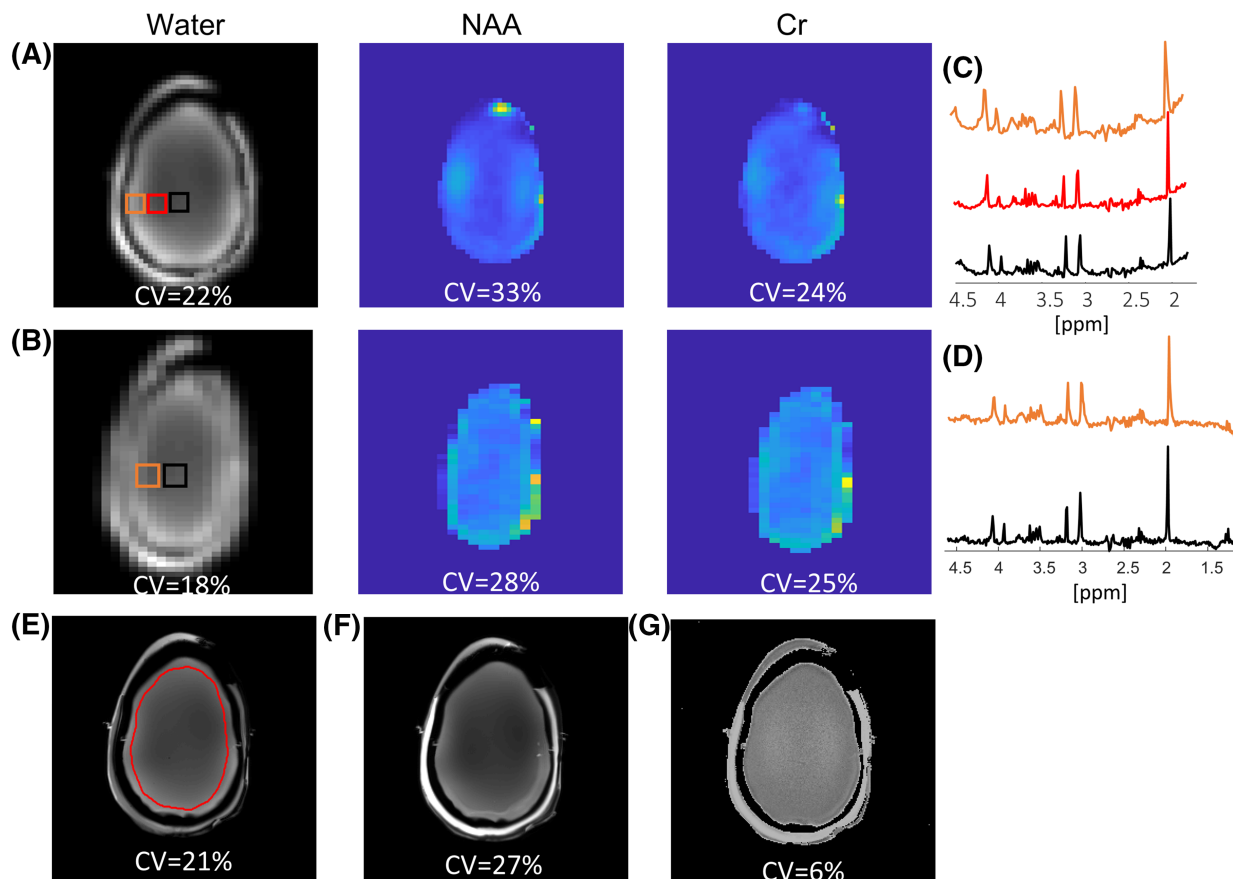 Water NAA Cr
(A) (C)
CV=22% CV=33% CV=24%
4.5 4 3.5 3 2.5 2
[ppm]
(B) (D)
CV=18% CV=28% CV=25%
4.5 4 3.5 3 2.5 2 1.5
[ppm]
(E) (F) (G)
CV=21% CV=27% CV=6%